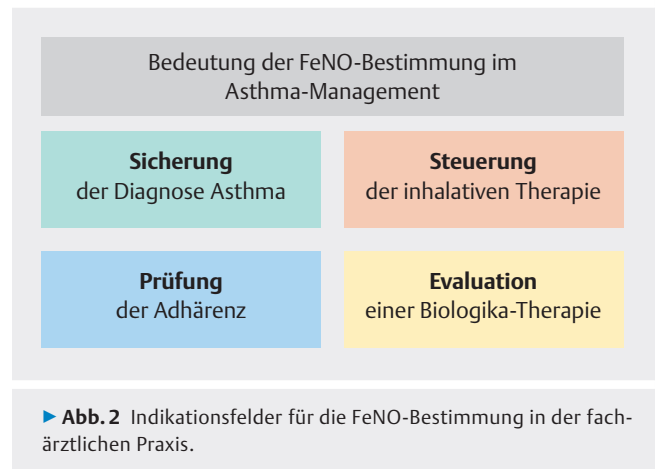 Bedeutung der FeNO-Bestimmung im
Asthma-Management
Sicherung
der Diagnose Asthma
Steuerung
der inhalativen Therapie
Prüfung
der Adhärenz
Evaluation
einer Biologika-Therapie
▶ Abb. 2 Indikationsfelder für die FeNO-Bestimmung in der fach-
ärztlichen Praxis.